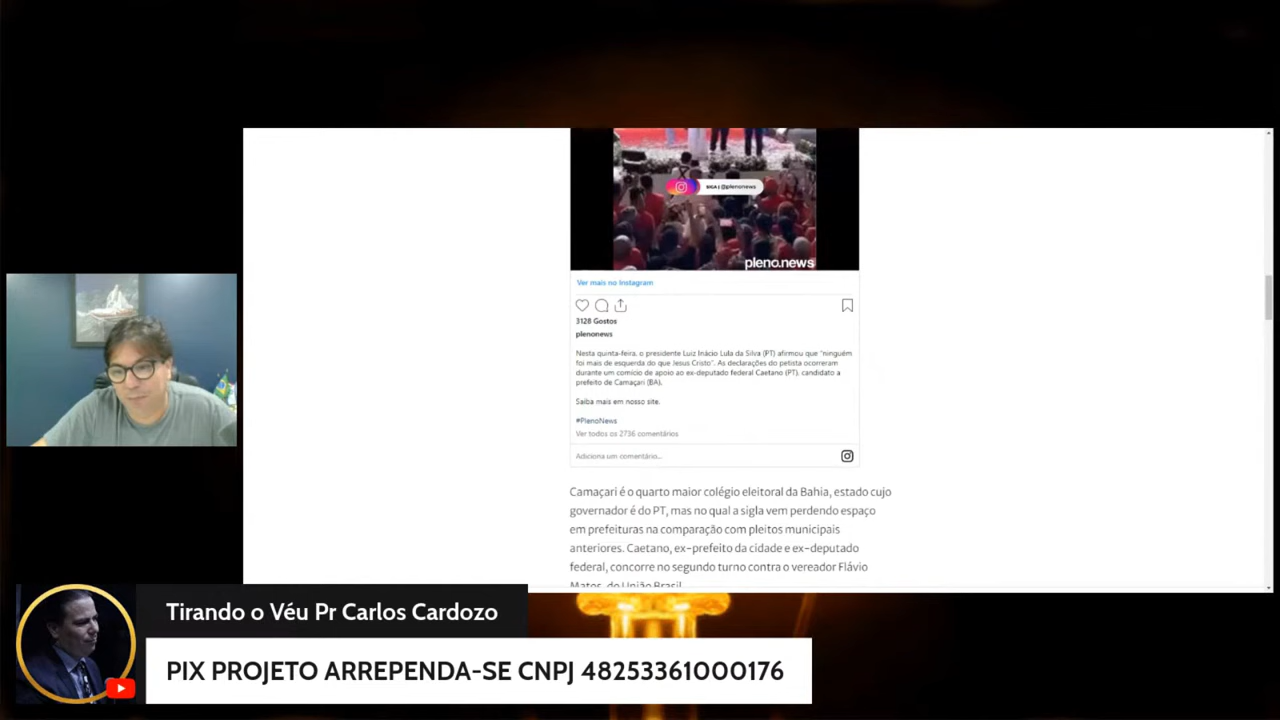 SIGA | @plenonews
pleno.news
Ver mais no Instagram
3128 Gostos
plenonews
Nesta quinta-feira, o presidente Luiz Inácio Lula da Silva (PT) afirmou que "ninguém
foi mais de esquerda do que Jesus Cristo". As declarações do petista ocorreram
durante um comício de apoio ao ex-deputado federal Caetano (PT), candidato a
prefeito de Camaçari (BA).
Saiba mais em nosso site.
#PlenoNews
Ver todos os 2736 comentários
Adiciona um comentário...
Camaçari é o quarto maior colégio eleitoral da Bahia, estado cujo
governador é do PT, mas no qual a sigla vem perdendo espaço
em prefeituras na comparação com pleitos municipais
anteriores. Caetano, ex-prefeito da cidade e ex-deputado
federal, concorre no segundo turno contra o vereador Flávio
Matos, do União Brasil.
Tirando o Véu Pr Carlos Cardozo
PIX PROJETO ARREPENDA-SE CNPJ 48253361000176